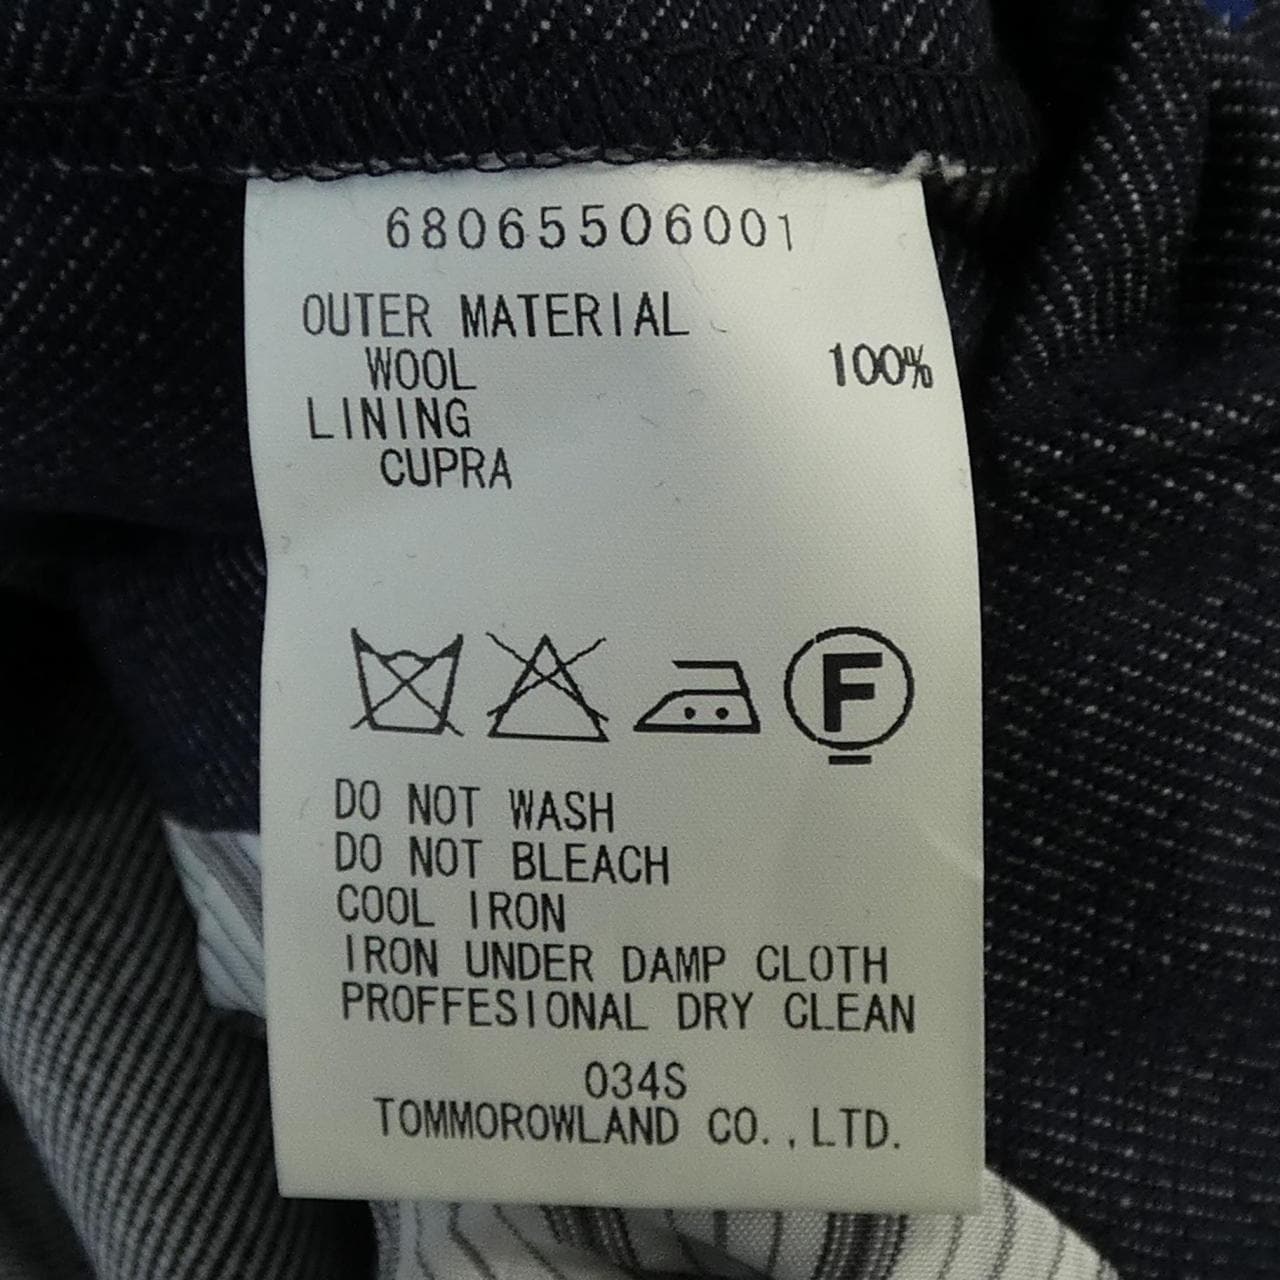 68065506001
OUTER MATERIAL
WOOL 100%
LINING
CUPRA
F
DO NOT WASH
DO NOT BLEACH
COOL IRON
IRON UNDER DAMP CLOTH
PROFFESIONAL DRY CLEAN
034S
TOMMOROWLAND CO.,LTD.